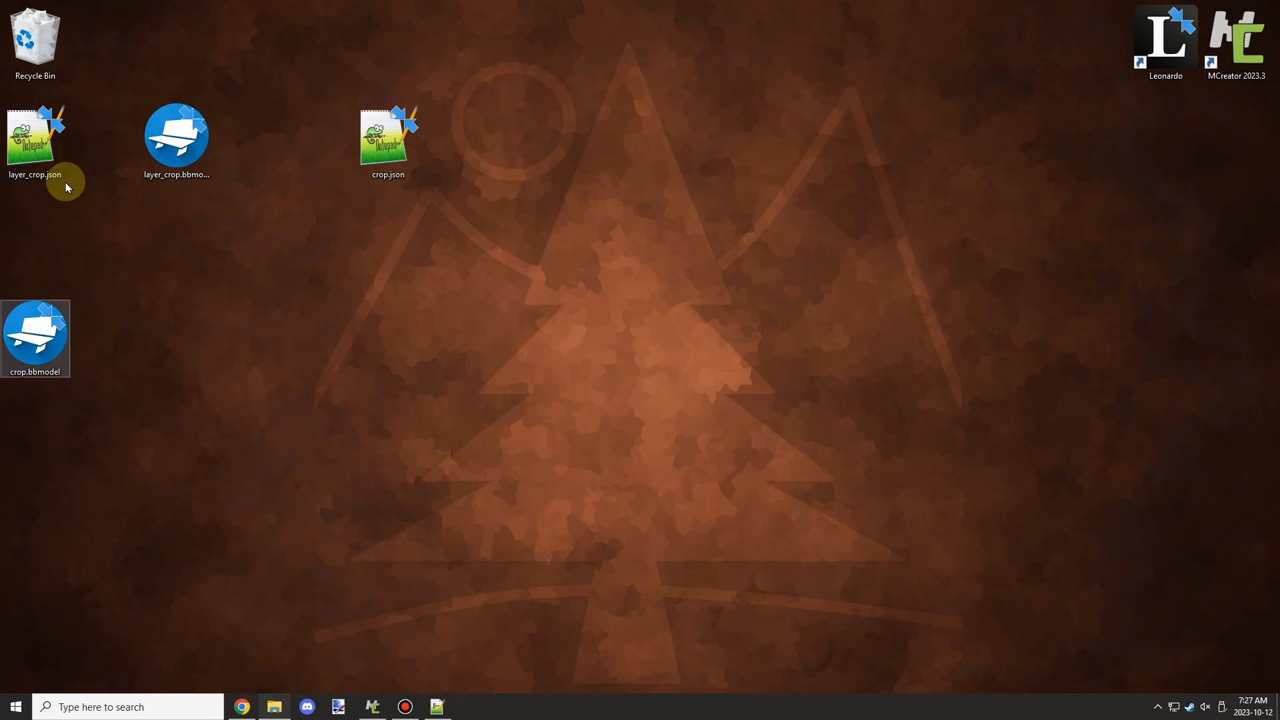 Recycle Bin
L
Leonardo
MCreator 2023.3
layer_crop.json
layer_crop.bbmo...
crop.json
crop.bbmodel
Type here to search
7:27 AM
2023-10-12